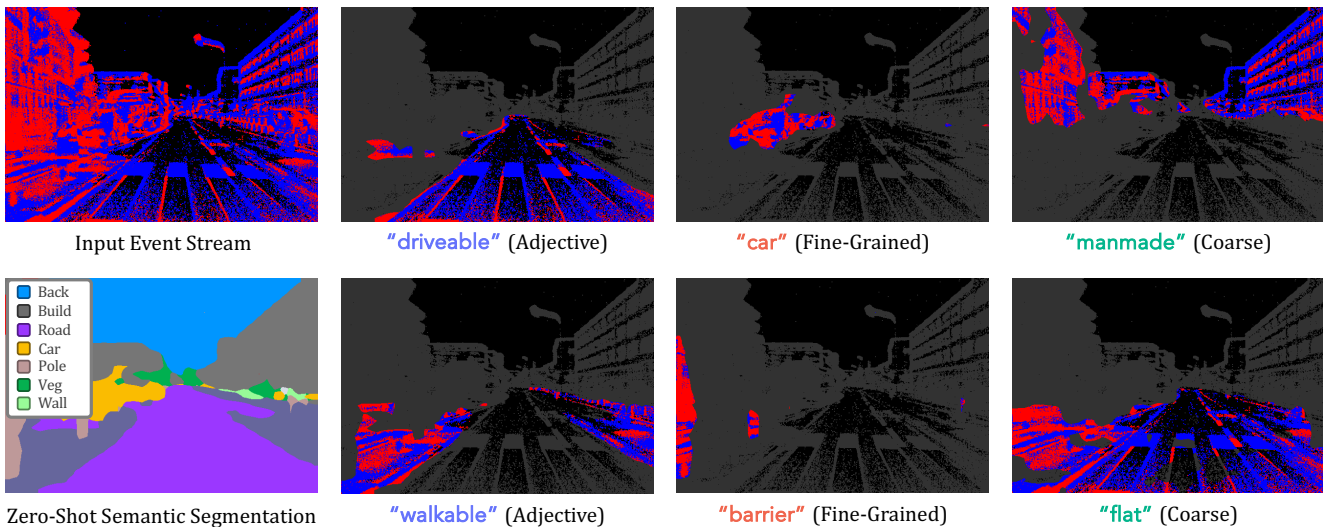 Input Event Stream
"driveable" (Adjective)
"car" (Fine-Grained)
"manmade" (Coarse)
Back
Build
Road
Car
Pole
Veg
Wall
Zero-Shot Semantic Segmentation
"walkable" (Adjective)
"barrier" (Fine-Grained)
"flat" (Coarse)